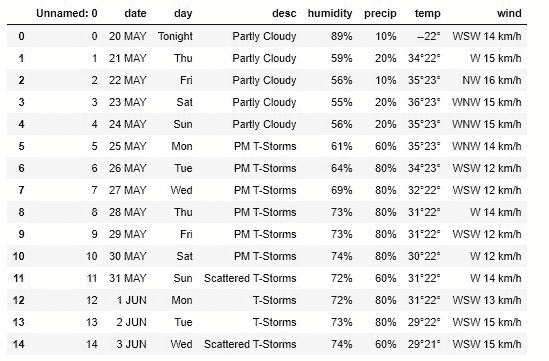 Unnamed: 0 date day desc humidity precip temp wind
0 0 20 MAY Tonight Partly Cloudy 89% 10% --22° WSW 14 km/h
1 1 21 MAY Thu Partly Cloudy 59% 20% 34°22° W 15 km/h
2 2 22 MAY Fri Partly Cloudy 56% 10% 35°23° NW 16 km/h
3 3 23 MAY Sat Partly Cloudy 55% 20% 36°23° WNW 15 km/h
4 4 24 MAY Sun Partly Cloudy 56% 20% 35°23° WNW 15 km/h
5 5 25 MAY Mon PM T-Storms 61% 60% 35°23° WNW 14 km/h
6 6 26 MAY Tue PM T-Storms 64% 80% 34°23° WSW 12 km/h
7 7 27 MAY Wed PM T-Storms 69% 80% 32°22° WSW 15 km/h
8 8 28 MAY Thu PM T-Storms 73% 80% 31°22° W 14 km/h
9 9 29 MAY Fri PM T-Storms 73% 80% 31°22° WSW 12 km/h
10 10 30 MAY Sat PM T-Storms 74% 80% 30°22° W 12 km/h
11 11 31 MAY Sun Scattered T-Storms 72% 60% 31°22° W 14 km/h
12 12 1 JUN Mon T-Storms 72% 80% 31°22° WSW 13 km/h
13 13 2 JUN Tue T-Storms 73% 80% 29°22° WSW 15 km/h
14 14 3 JUN Wed Scattered T-Storms 74% 60% 29°21° WSW 15 km/h